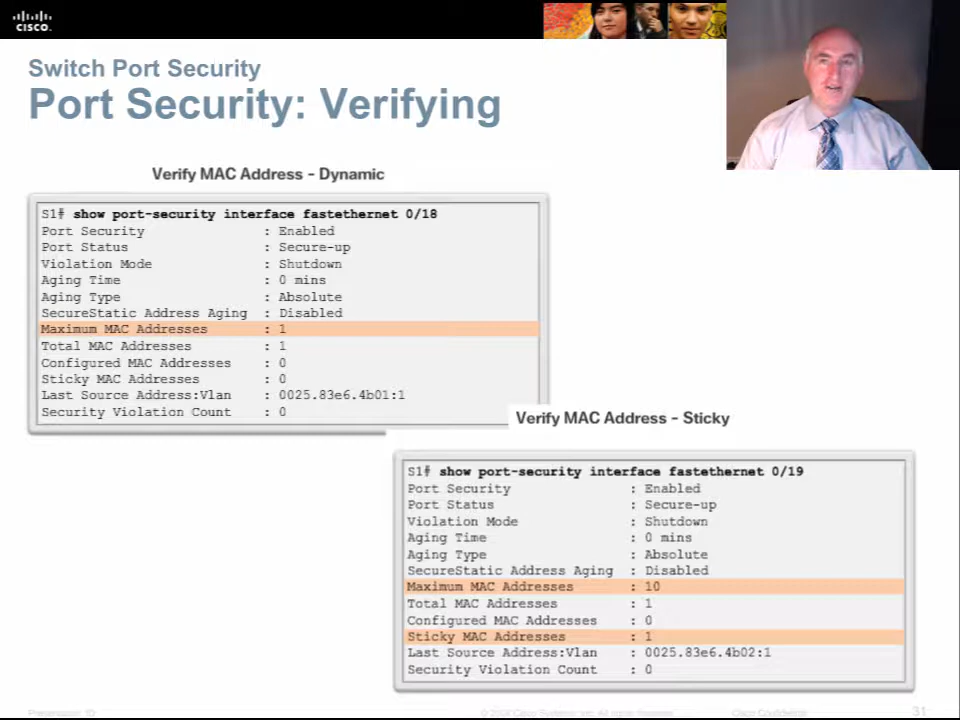 CISCO.
Switch Port Security
Port Security: Verifying
Verify MAC Address - Dynamic
S1# show port-security interface fastethernet 0/18
Port Security : Enabled
Port Status : Secure-up
Violation Mode : Shutdown
Aging Time : 0 mins
Aging Type : Absolute
SecureStatic Address Aging : Disabled
Maximum MAC Addresses : 1
Total MAC Addresses : 1
Configured MAC Addresses : 0
Sticky MAC Addresses : 0
Last Source Address:Vlan : 0025.83e6.4b01:1
Security Violation Count : 0
Verify MAC Address - Sticky
S1# show port-security interface fastethernet 0/19
Port Security : Enabled
Port Status : Secure-up
Violation Mode : Shutdown
Aging Time : 0 mins
Aging Type : Absolute
SecureStatic Address Aging : Disabled
Maximum MAC Addresses : 10
Total MAC Addresses : 1
Configured MAC Addresses : 0
Sticky MAC Addresses : 1
Last Source Address:Vlan : 0025.83e6.4b02:1
Security Violation Count : 0
Cisco Confidential
31